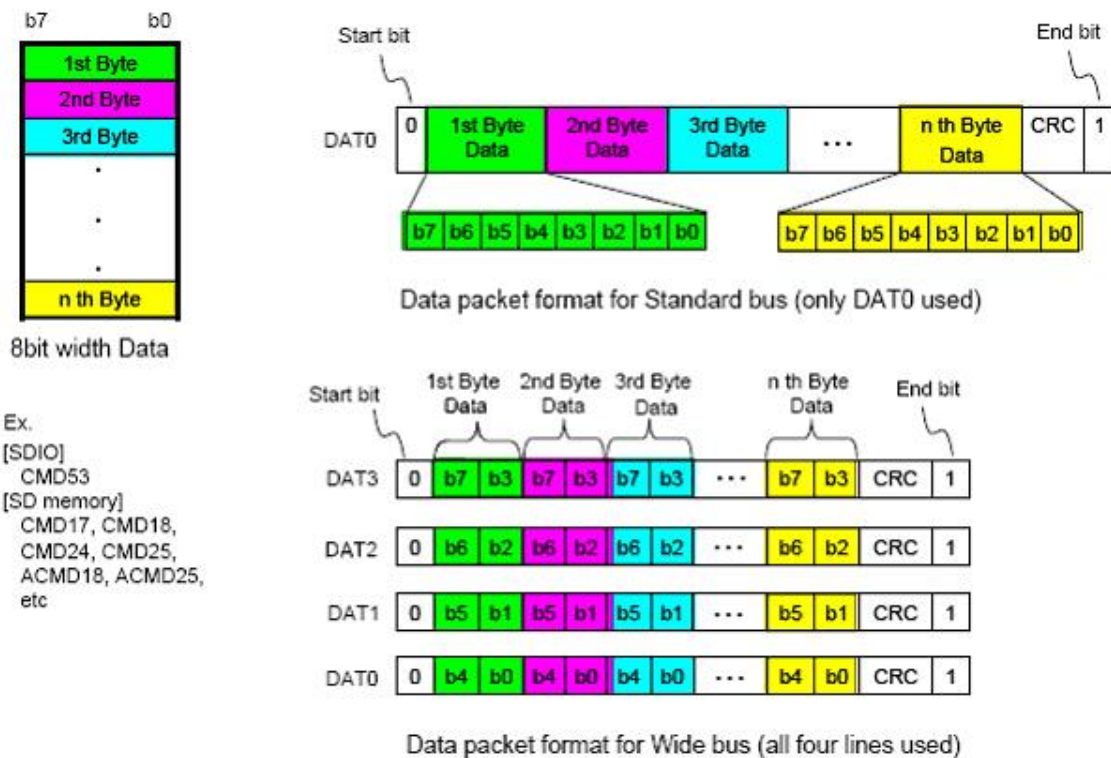 b7 b0
1st Byte
2nd Byte
3rd Byte
.
.
.
n th Byte
8bit width Data
Ex.
[SDIO]
CMD53
[SD memory]
CMD17, CMD18,
CMD24, CMD25,
ACMD18, ACMD25,
etc
Start bit
End bit
DAT0 0 1st Byte Data 2nd Byte Data 3rd Byte Data ... n th Byte Data CRC 1
b7 b6 b5 b4 b3 b2 b1 b0
b7 b6 b5 b4 b3 b2 b1 b0
Data packet format for Standard bus (only DAT0 used)
Start bit
1st Byte Data
2nd Byte Data
3rd Byte Data
n th Byte Data
End bit
DAT3 0 b7 b3 b7 b3 b7 b3 ... b7 b3 CRC 1
DAT2 0 b6 b2 b6 b2 b6 b2 ... b6 b2 CRC 1
DAT1 0 b5 b1 b5 b1 b5 b1 ... b5 b1 CRC 1
DAT0 0 b4 b0 b4 b0 b4 b0 ... b4 b0 CRC 1
Data packet format for Wide bus (all four lines used)